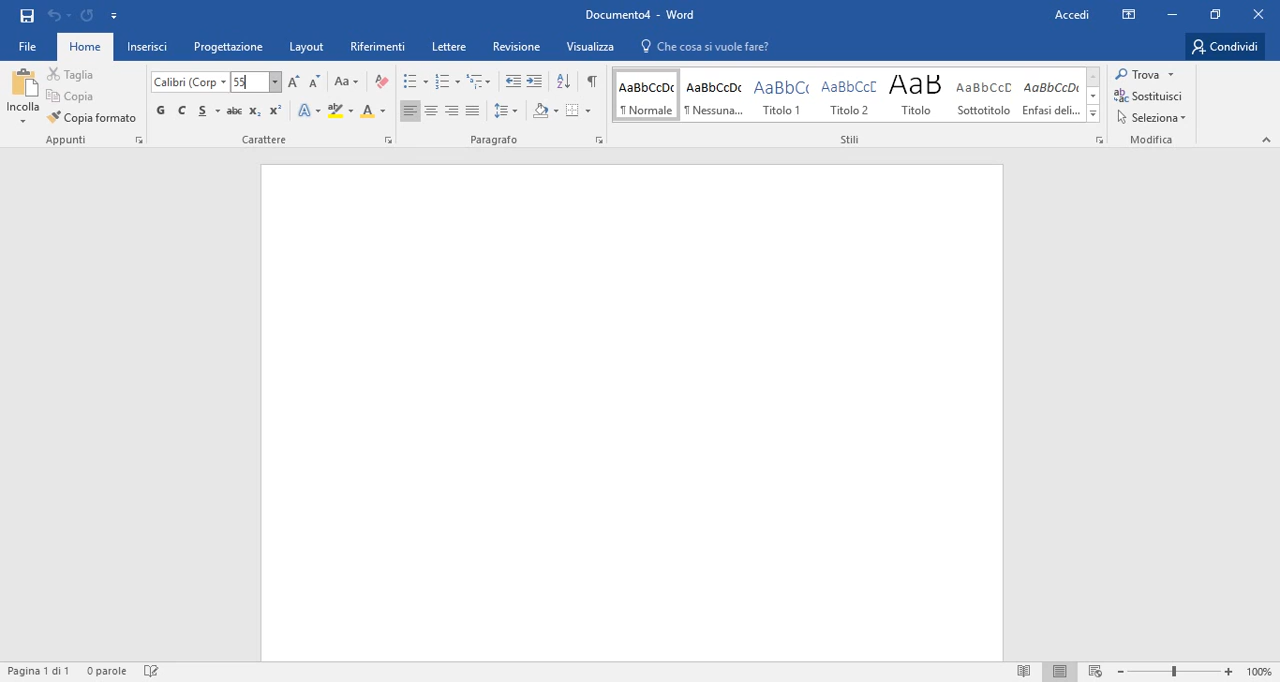 Documento4 - Word
Accedi
File Home Inserisci Progettazione Layout Riferimenti Lettere Revisione Visualizza Che cosa si vuole fare? Condividi
Incolla
Taglia
Copia
Copia formato
Appunti
Calibri (Corp 55 Aa
G C S abc x₂ x² A ab A
Carattere
Paragrafo
AaBbCcDc AaBbCcDc AaBbCc AaBbCcD AaB AaBbCcD AaBbCcDc
¶ Normale ¶ Nessuna... Titolo 1 Titolo 2 Titolo Sottotitolo Enfasi deli...
Stili
Trova
Sostituisci
Seleziona
Modifica
Pagina 1 di 1 0 parole 100%